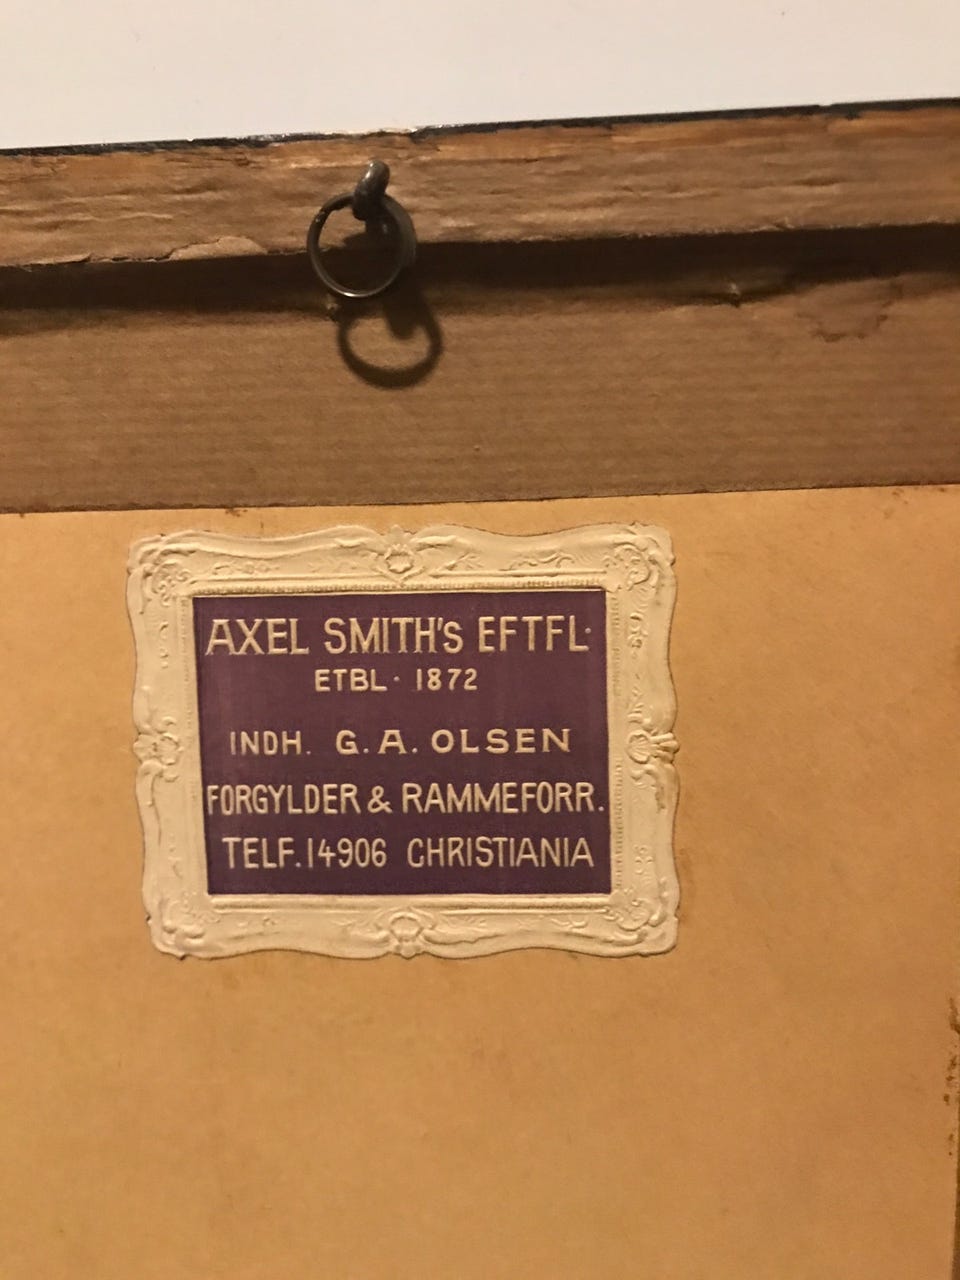 AXEL SMITH's EFTFL.
ETBL. 1872
INDH. G. A. OLSEN
FORGYLDER & RAMMEFORR.
TELF. 14906 CHRISTIANIA